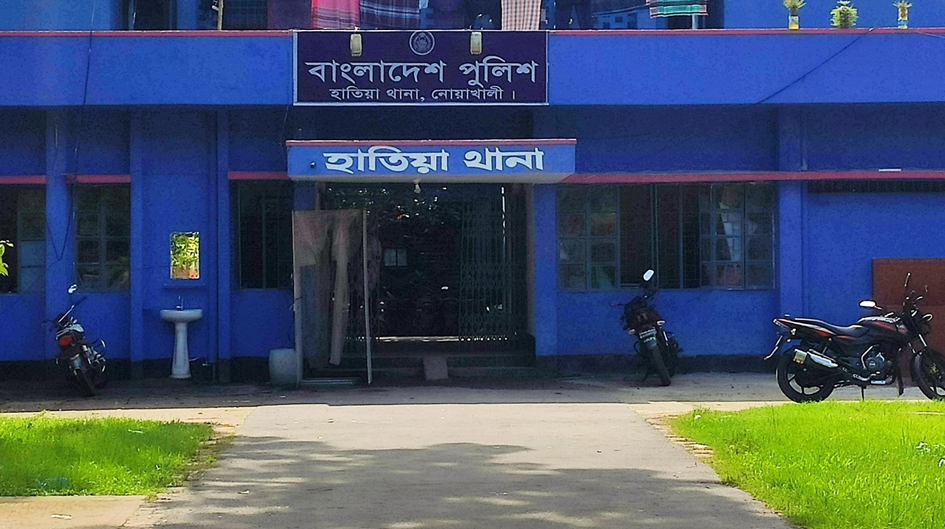 বাংলাদেশ পুলিশ
হাতিয়া থানা, নোয়াখালী ।
হাতিয়া থানা